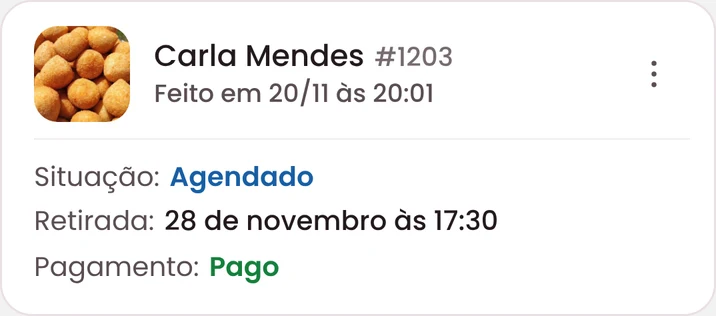 Carla Mendes #1203
Feito em 20/11 às 20:01
Situação: Agendado
Retirada: 28 de novembro às 17:30
Pagamento: Pago